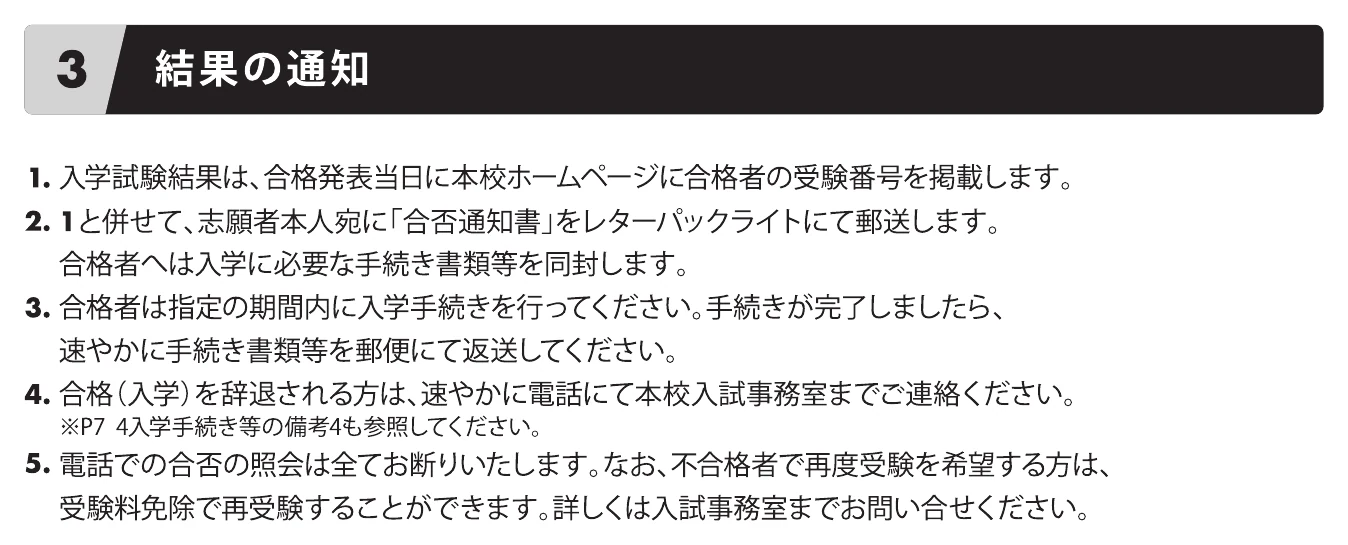 3 結果の通知
1. 入学試験結果は、合格発表当日に本校ホームページに合格者の受験番号を掲載します。
2. 1と併せて、志願者本人宛に「合否通知書」をレターパックライトにて郵送します。
合格者へは入学に必要な手続き書類等を同封します。
3. 合格者は指定の期間内に入学手続きを行ってください。手続きが完了しましたら、
速やかに手続き書類等を郵便にて返送してください。
4. 合格(入学)を辞退される方は、速やかに電話にて本校入試事務室までご連絡ください。
※P7 4入学手続き等の備考4も参照してください。
5. 電話での合否の照会は全てお断りいたします。なお、不合格者で再度受験を希望する方は、
受験料免除で再受験することができます。詳しくは入試事務室までお問い合せください。